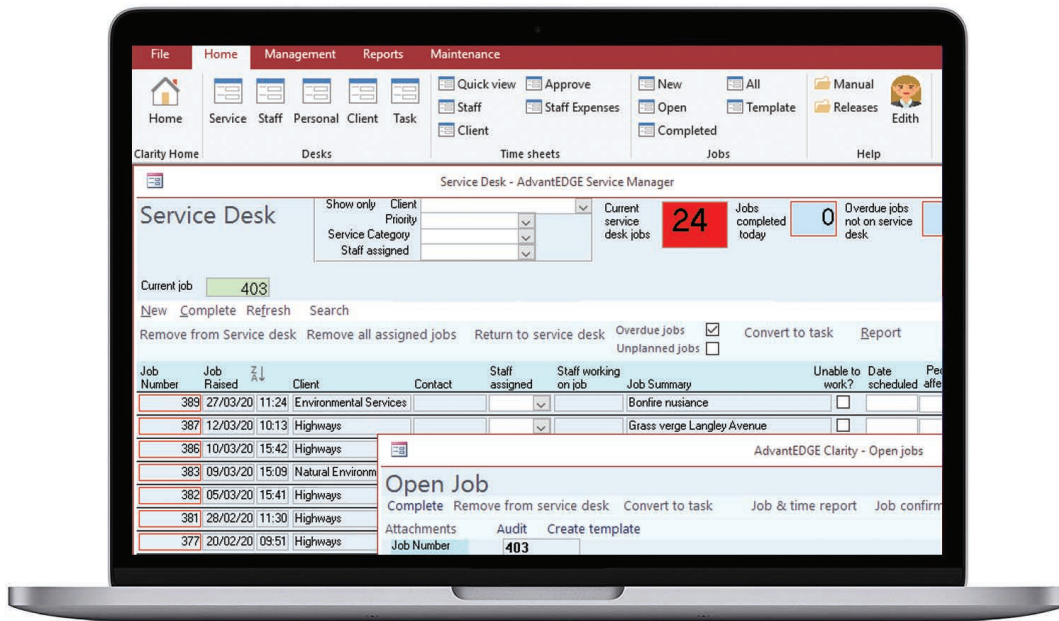 File Home Management Reports Maintenance
Quick view Approve New All Manual
Staff Staff Expenses Open Template Releases
Home Service Staff Personal Client Task Client Completed Edith
Clarity Home Desks Time sheets Jobs Help
Service Desk - AdvantEDGE Service Manager
Service Desk
Show only Client
Priority
Service Category
Staff assigned
Current service desk jobs 24
Jobs completed today 0
Overdue jobs not on service desk
Current job 403
New Complete Refresh Search
Remove from Service desk Remove all assigned jobs Return to service desk Overdue jobs Convert to task Report
Unplanned jobs
Job Number Job Raised Client Contact Staff assigned Staff working on job Job Summary Unable to work? Date scheduled
389 27/03/20 11:24 Environmental Services Bonfire nusiance
387 12/03/20 10:13 Highways Grass verge Langley Avenue
386 10/03/20 15:42 Highways
383 09/03/20 15:09 Natural Environm
382 05/03/20 15:41 Highways
381 28/02/20 11:30 Highways
377 20/02/20 09:51 Highways
AdvantEDGE Clarity - Open jobs
Open Job
Complete Remove from service desk Convert to task Job & time report Job confirm
Attachments Audit Create template
Job Number 403